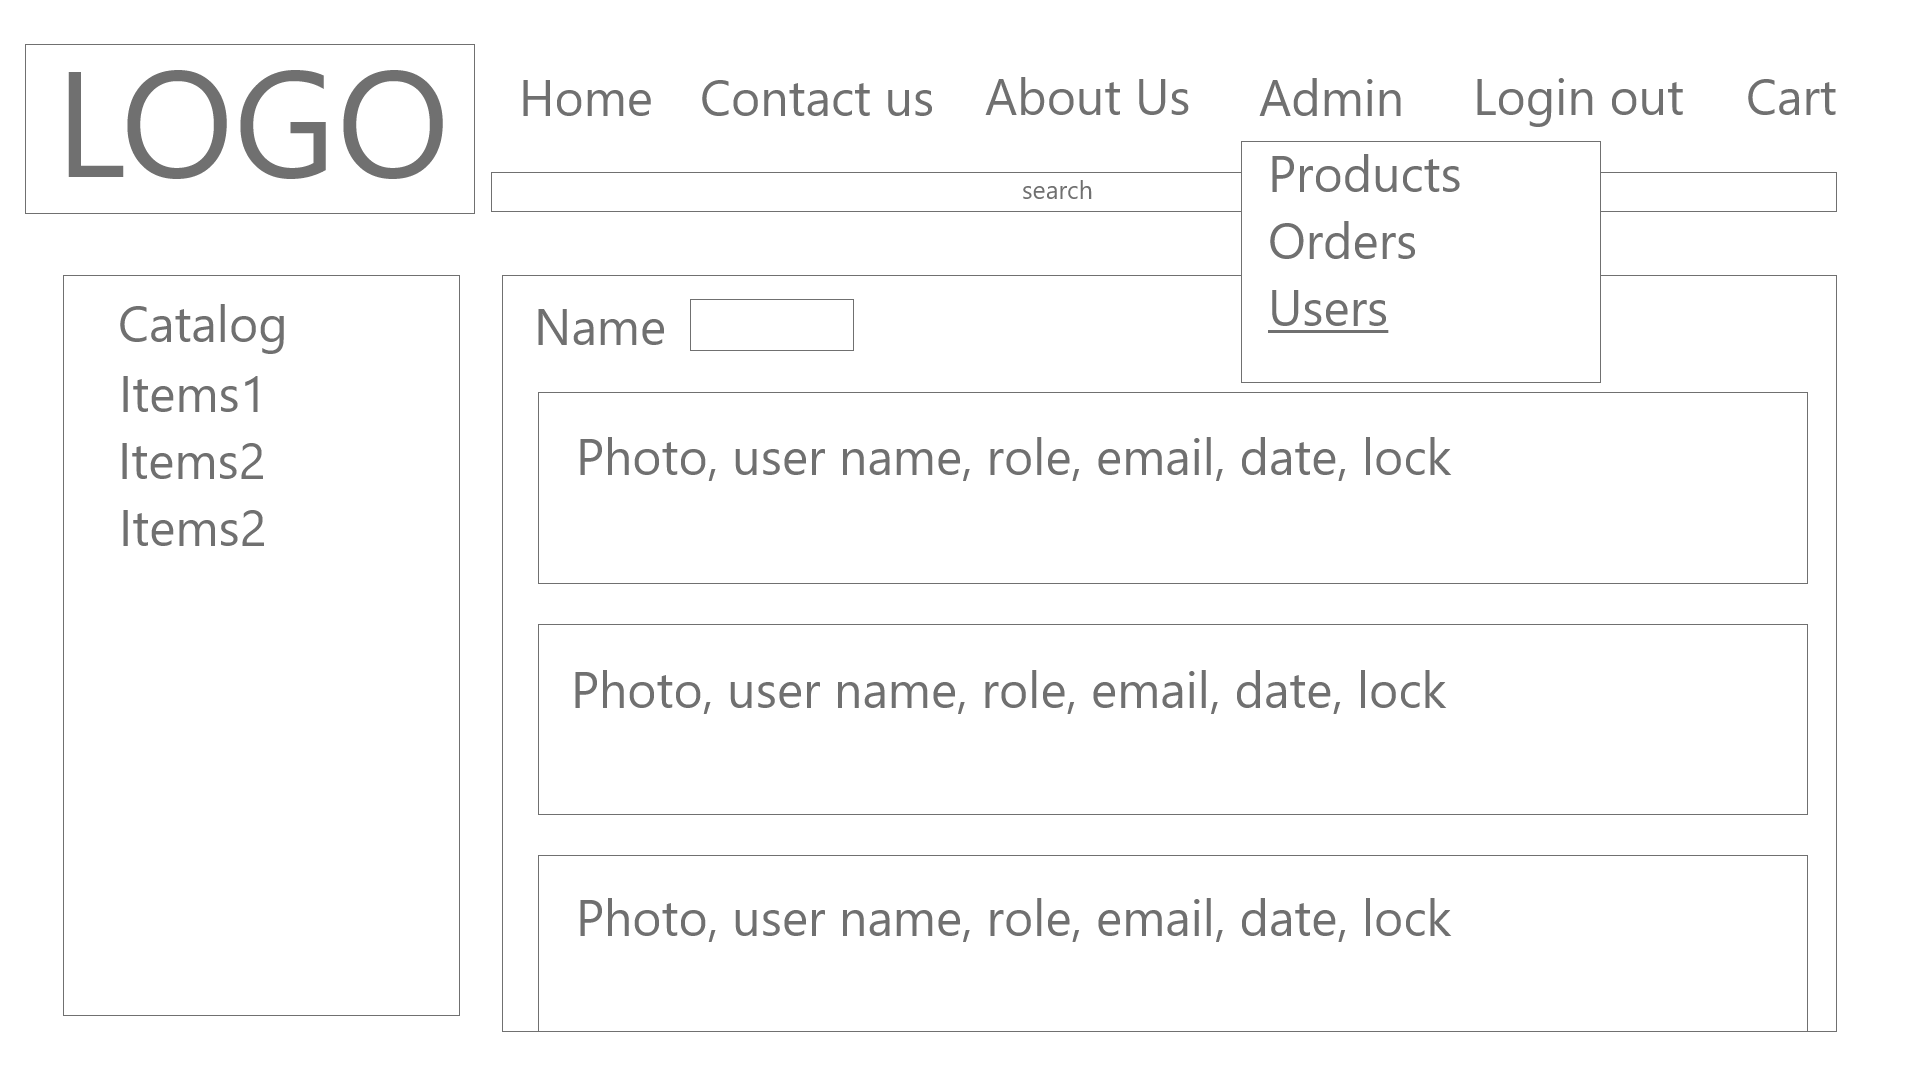 LOGO
Home Contact us About Us Admin Login out Cart
search
Products
Orders
Users
Catalog
Items1
Items2
Items2
Name
Photo, user name, role, email, date, lock
Photo, user name, role, email, date, lock
Photo, user name, role, email, date, lock